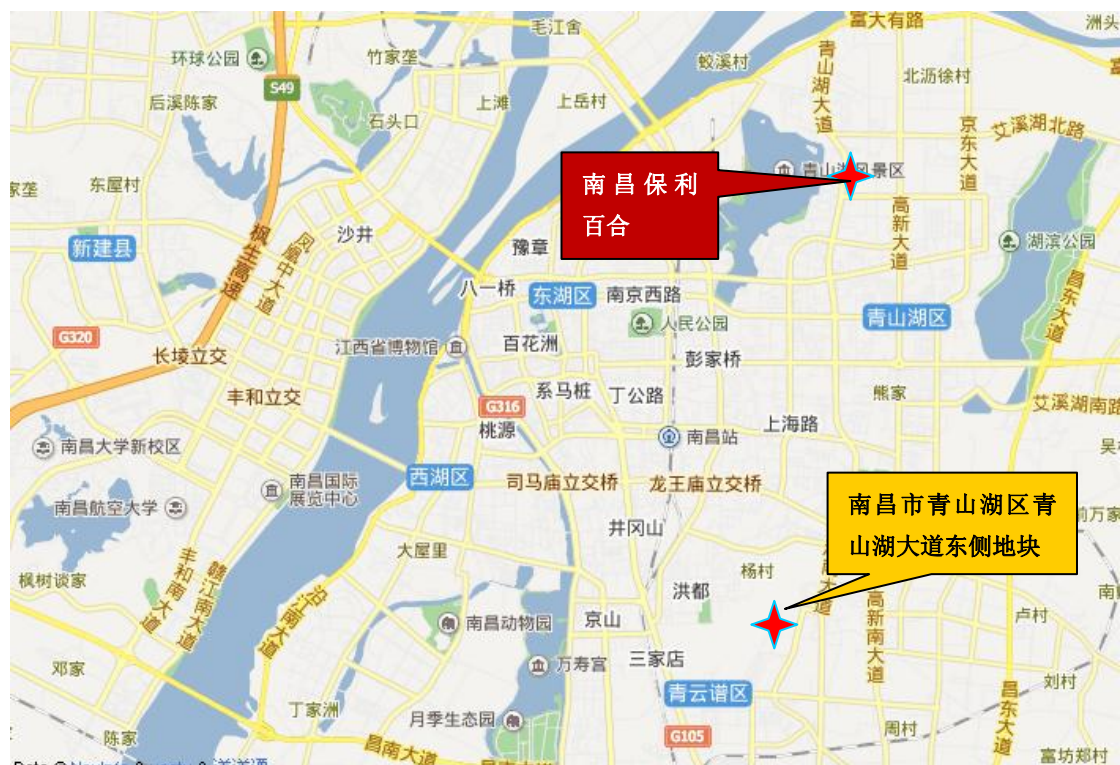 毛江舍
富大有路
洲头
环球公园
竹家垄
蛟溪村
青山湖大道
北沥徐村
S49
后溪陈家
上滩
上岳村
石头口
京东大道
艾溪湖北路
东屋村
家垄
南昌保利
百合
青山湖风景区
高新大道
新建县
枫生高速
凤凰中大道
沙井
豫章
湖滨公园
八一桥
东湖区
南京西路
昌东大道
G320
江西省博物馆
百花洲
人民公园
青山湖区
长堎立交
彭家桥
丰和立交
系马桩
丁公路
熊家
艾溪湖南路
G316
桃源
上海路
南昌大学新校区
南昌站
吴
西湖区
司马庙立交桥
龙王庙立交桥
南昌国际
展览中心
南昌航空大学
南昌市青山湖区青
山湖大道东侧地块
前万家
井冈山
大屋里
丰和南大道
赣江南大道
枫树谈家
杨村
洪都
沿江南大道
高新南大道
南
卢村
南昌动物园
京山
万寿宫
三家店
邓家
青云谱区
刘村
丁家洲
月季生态园
昌东大道
G105
周村
陈家
昌南大道
富坊郑村